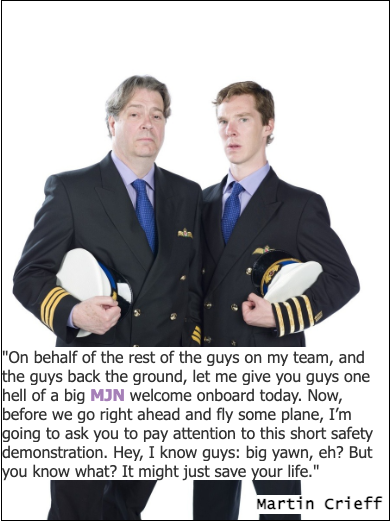 "On behalf of the rest of the guys on my team, and
the guys back the ground, let me give you guys one
hell of a big MJN welcome onboard today. Now,
before we go right ahead and fly some plane, I'm
going to ask you to pay attention to this short safety
demonstration. Hey, I know guys: big yawn, eh? But
you know what? It might just save your life."
Martin Crieff